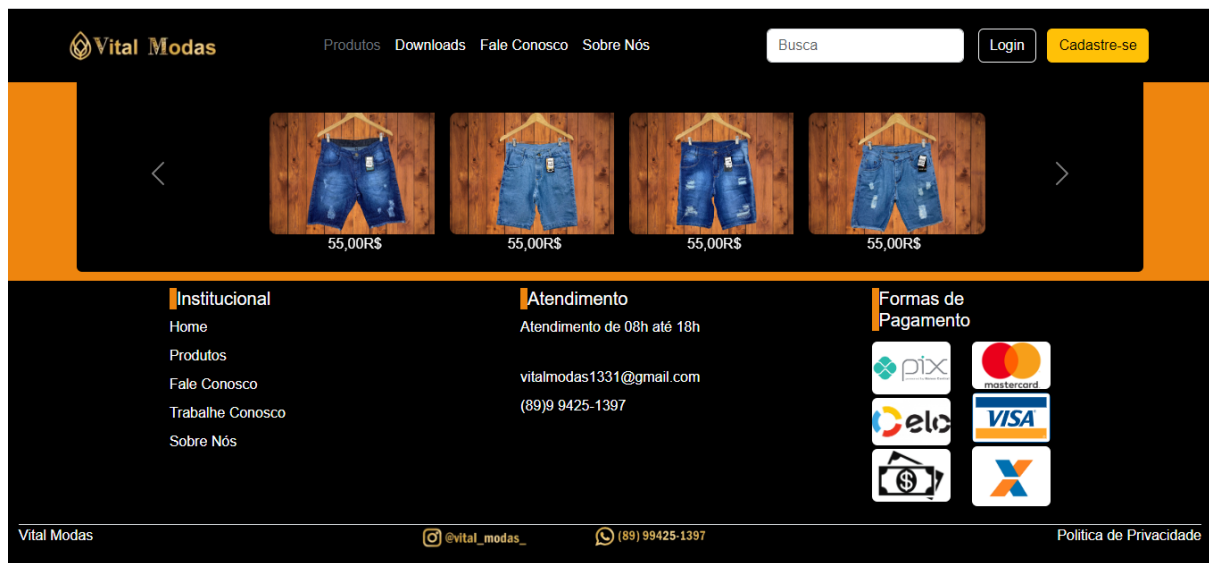 Vital Modas
Produtos Downloads Fale Conosco Sobre Nós
Busca
Login
Cadastre-se
55,00R$
55,00R$
55,00R$
55,00R$
Institucional
Home
Produtos
Fale Conosco
Trabalhe Conosco
Sobre Nós
Atendimento
Atendimento de 08h até 18h
vitalmodas1331@gmail.com
(89)9 9425-1397
Formas de
Pagamento
pix
mastercard
elo
VISA
$
Vital Modas
@vital_modas_
(89) 99425-1397
Politica de Privacidade